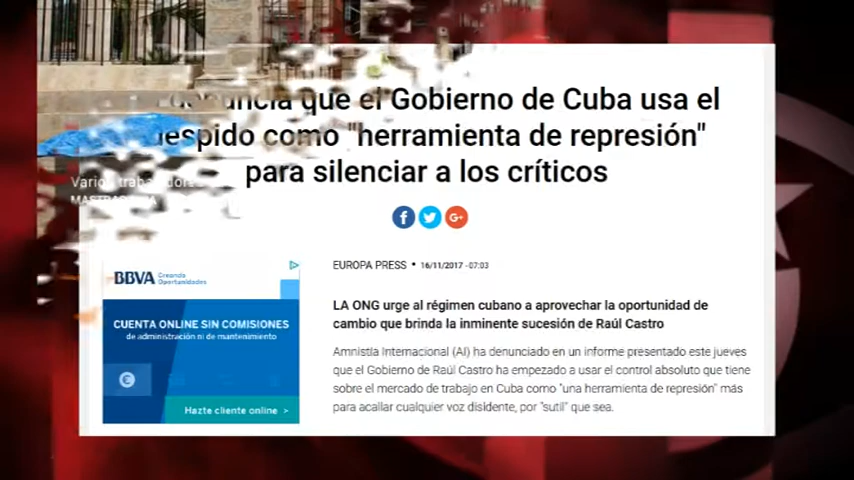 que el Gobierno de Cuba usa el
despido como "herramienta de represión"
para silenciar a los críticos
EUROPA PRESS • 16/11/2017 - 07:03
BBVA Creando
Oportunidades
CUENTA ONLINE SIN COMISIONES
de administración ni de mantenimiento
Hazte cliente online >
LA ONG urge al régimen cubano a aprovechar la oportunidad de
cambio que brinda la inminente sucesión de Raúl Castro
Amnistía Internacional (AI) ha denunciado en un informe presentado este jueves
que el Gobierno de Raúl Castro ha empezado a usar el control absoluto que tiene
sobre el mercado de trabajo en Cuba como "una herramienta de represión" más
para acallar cualquier voz disidente, por "sutil" que sea.